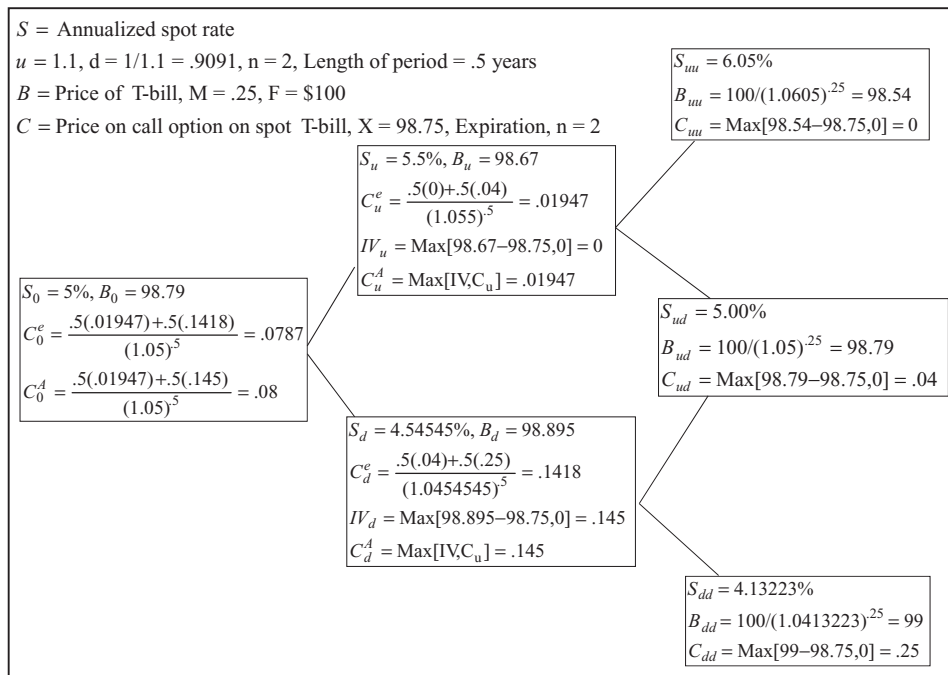 S = Annualized spot rate
u = 1.1, d = 1/1.1 = .9091, n = 2, Length of period = .5 years
B = Price of T-bill, M = .25, F = $100
C = Price on call option on spot T-bill, X = 98.75, Expiration, n = 2
S_uu = 6.05%
B_uu = 100/(1.0605)^.25 = 98.54
C_uu = Max[98.54−98.75,0] = 0
S_u = 5.5%, B_u = 98.67
C_u^e = .5(0)+.5(.04) / (1.055)^.5 = .01947
IV_u = Max[98.67−98.75,0] = 0
C_u^A = Max[IV,C_u] = .01947
S_0 = 5%, B_0 = 98.79
C_0^e = .5(.01947)+.5(.1418) / (1.05)^.5 = .0787
C_0^A = .5(.01947)+.5(.145) / (1.05)^.5 = .08
S_ud = 5.00%
B_ud = 100/(1.05)^.25 = 98.79
C_ud = Max[98.79−98.75,0] = .04
S_d = 4.54545%, B_d = 98.895
C_d^e = .5(.04)+.5(.25) / (1.0454545)^.5 = .1418
IV_d = Max[98.895−98.75,0] = .145
C_d^A = Max[IV,C_u] = .145
S_dd = 4.13223%
B_dd = 100/(1.0413223)^.25 = 99
C_dd = Max[99−98.75,0] = .25